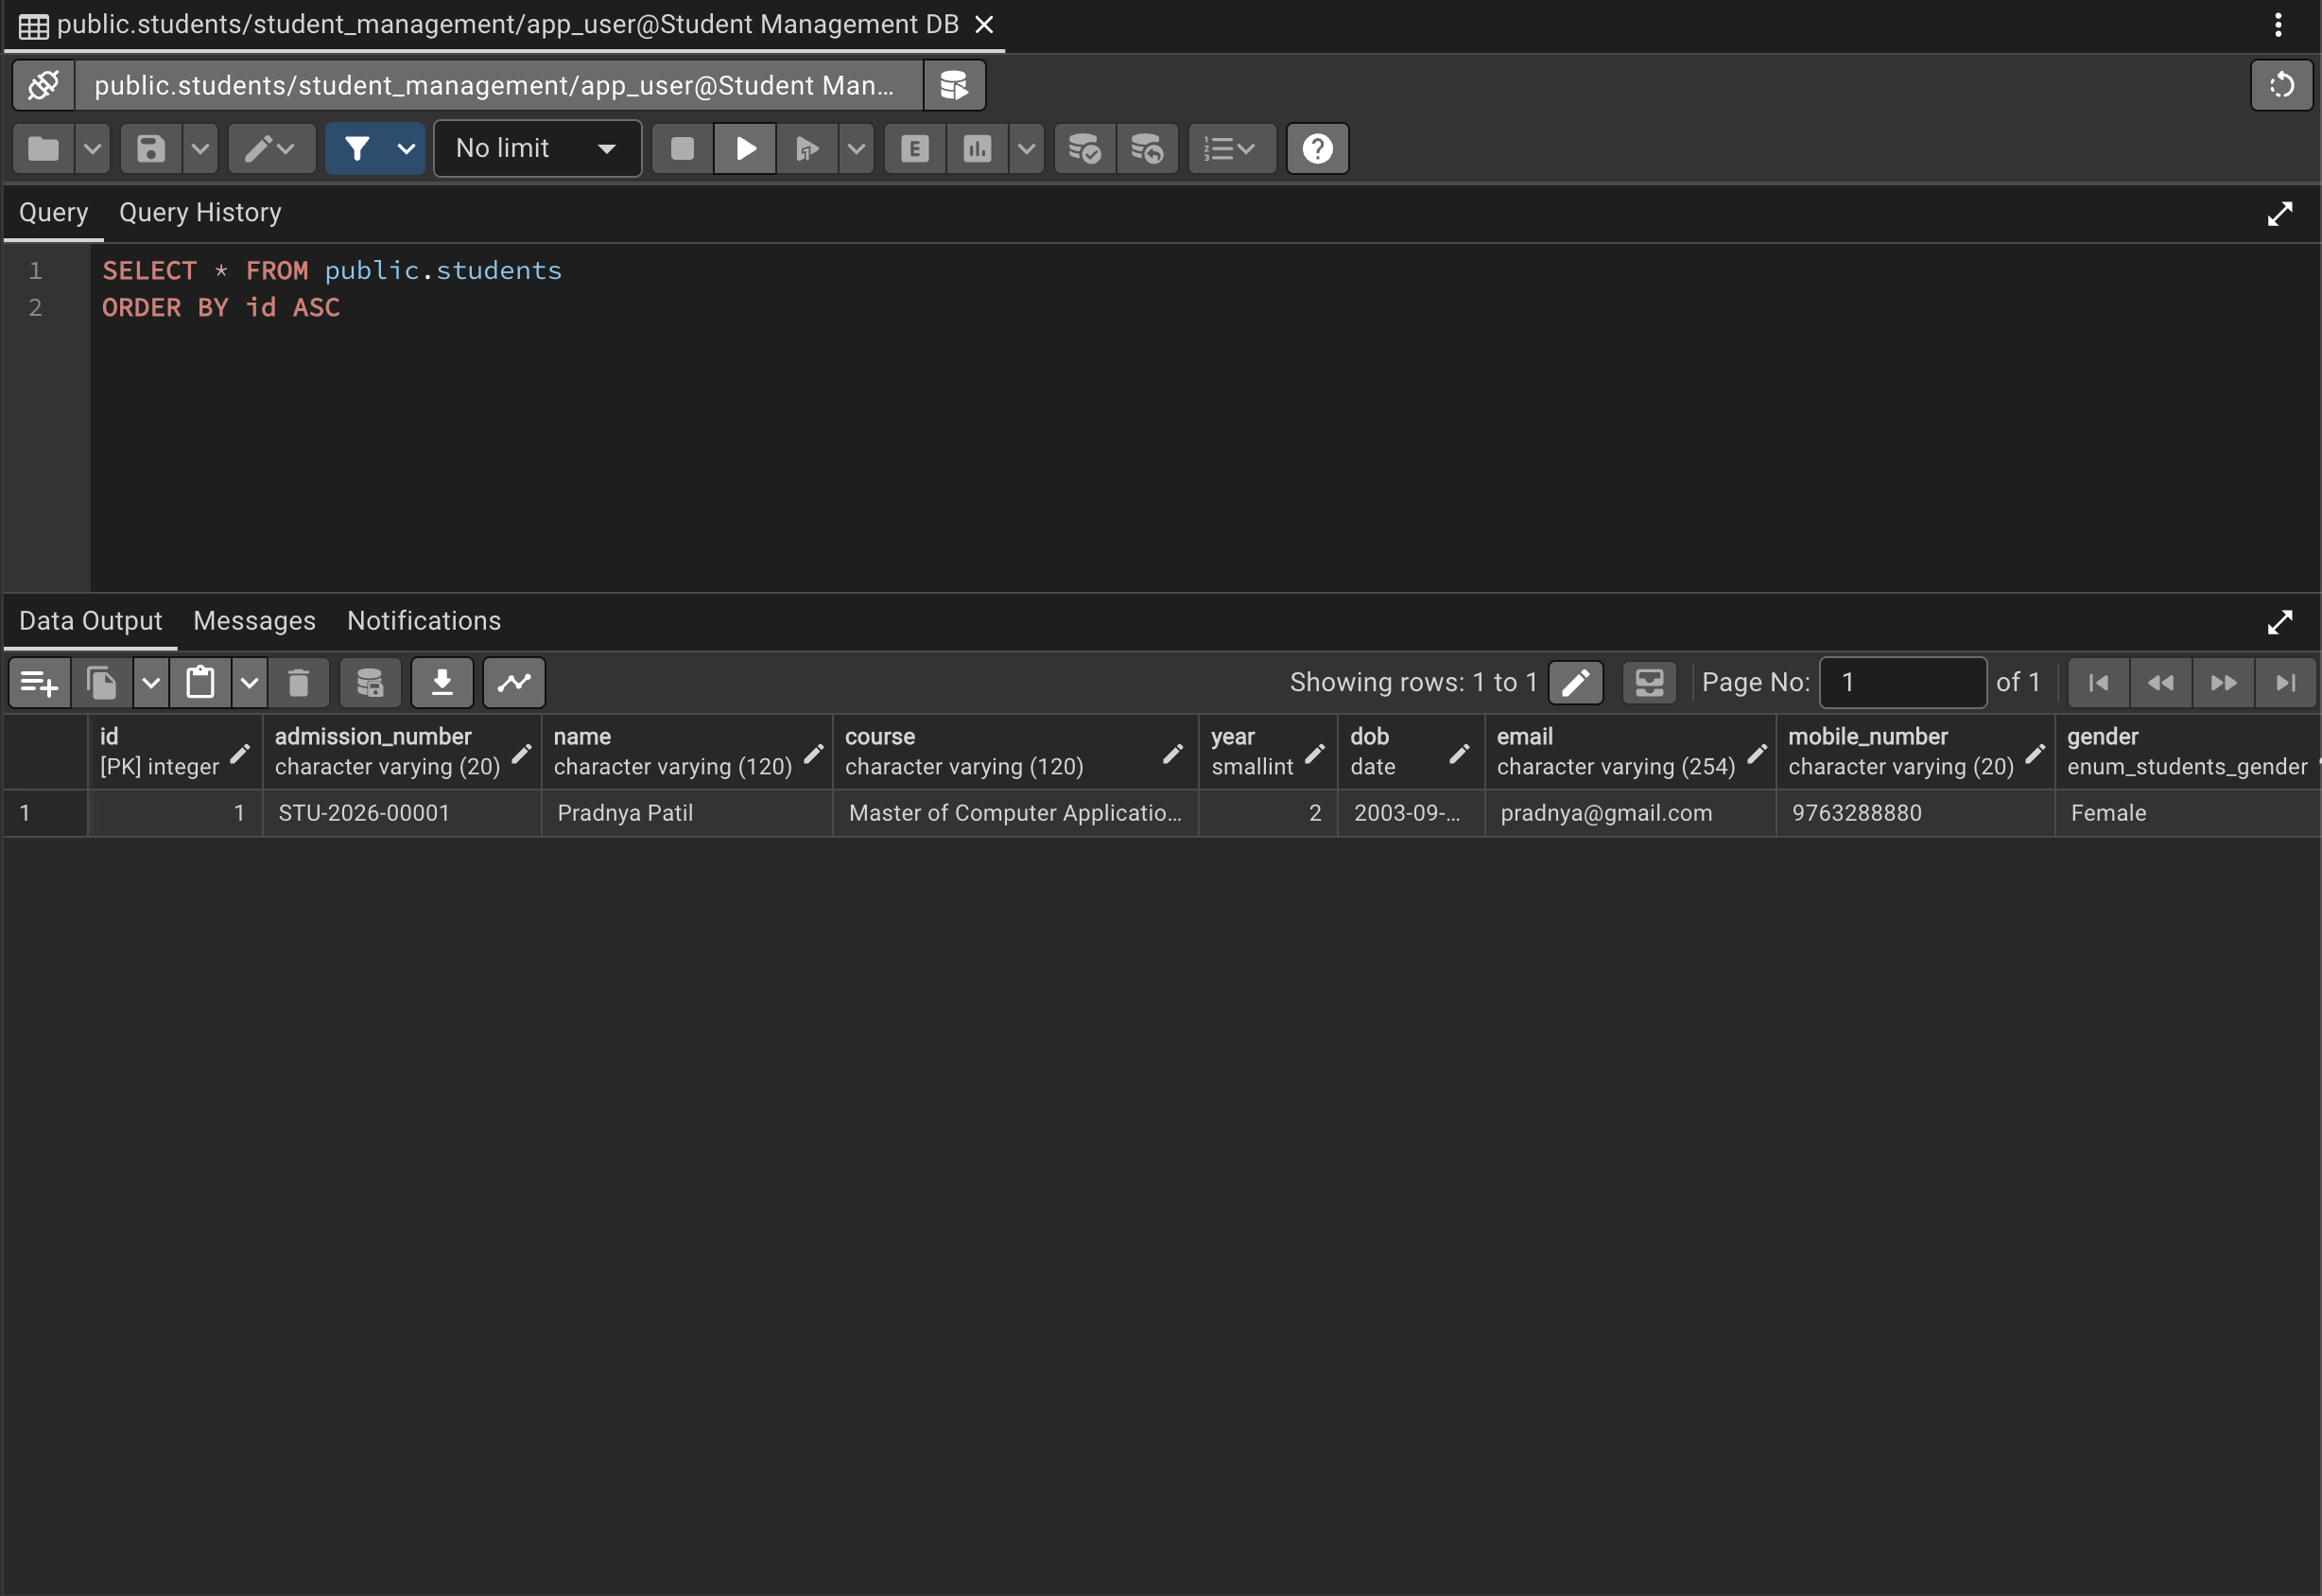 public.students/student_management/app_user@Student Management DB
public.students/student_management/app_user@Student Man...
No limit
E
Query Query History
1 SELECT * FROM public.students
2 ORDER BY id ASC
Data Output Messages Notifications
Showing rows: 1 to 1 Page No: 1 of 1
id admission_number name course year dob email mobile_number gender
[PK] integer character varying (20) character varying (120) character varying (120) smallint date character varying (254) character varying (20) enum_students_gender
1 1 STU-2026-00001 Pradnya Patil Master of Computer Applicatio... 2 2003-09-... pradnya@gmail.com 9763288880 Female